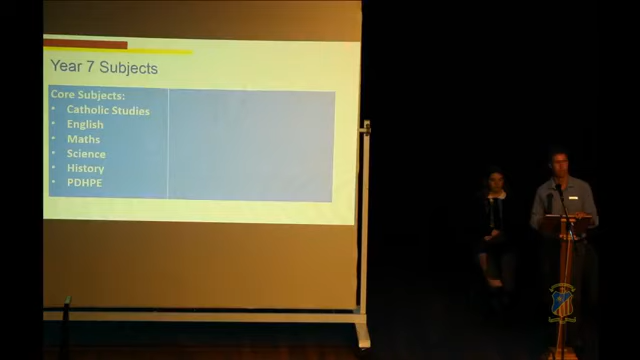 Year 7 Subjects
Core Subjects:
• Catholic Studies
• English
• Maths
• Science
• History
• PDHPE